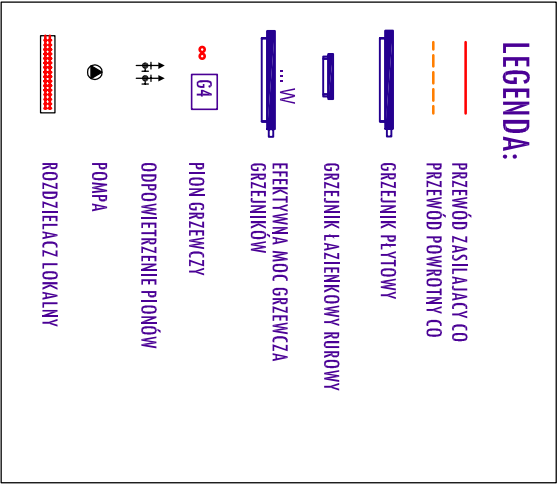 LEGENDA:
PRZEWÓD ZASILAJACY CO
PRZEWÓD POWROTNY CO
GRZEJNIK PŁYTOWY
GRZEJNIK ŁAZIENKOWY RUROWY
... W
EFEKTYWNA MOC GRZEWCZA
GRZEJNIKÓW
G4
PION GRZEWCZY
ODPOWIETRZENIE PIONÓW
POMPA
ROZDZIELACZ LOKALNY